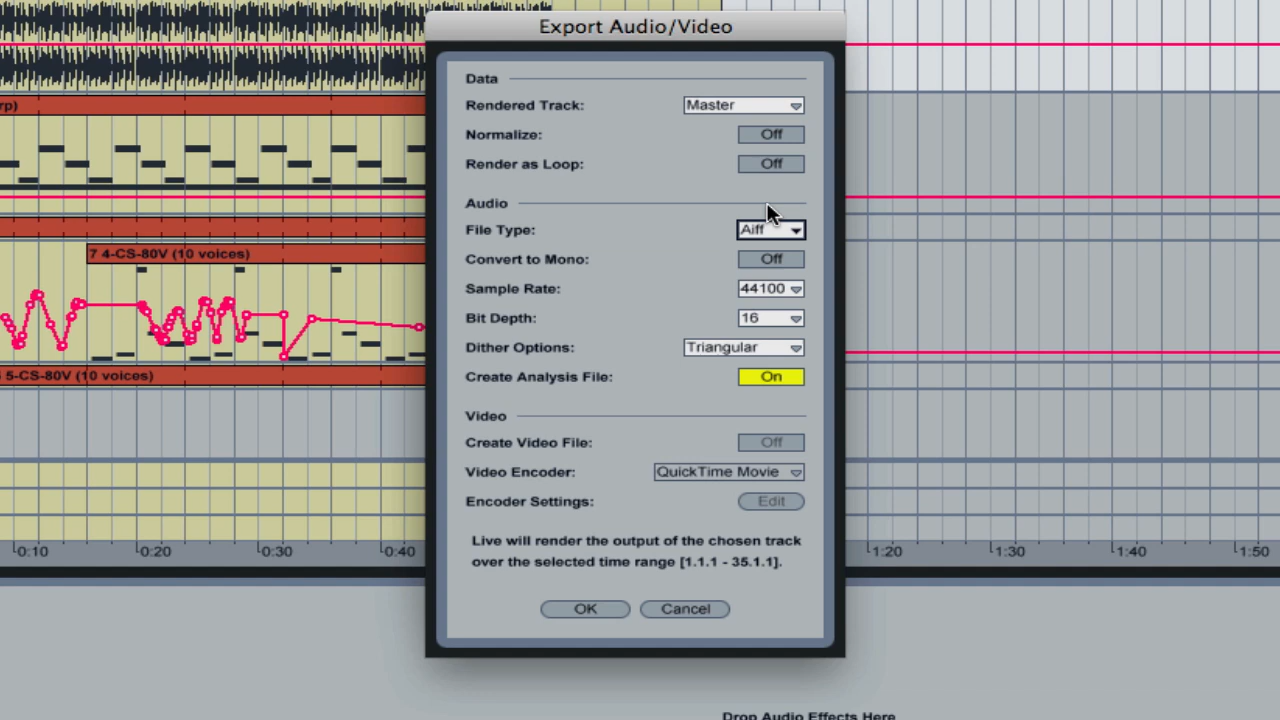 Export Audio/Video
Data
Rendered Track: Master
Normalize: Off
Render as Loop: Off
Audio
File Type: Aiff
Convert to Mono: Off
Sample Rate: 44100
Bit Depth: 16
Dither Options: Triangular
Create Analysis File: On
Video
Create Video File: Off
Video Encoder: QuickTime Movie
Encoder Settings: Edit
Live will render the output of the chosen track
over the selected time range [1.1.1 - 35.1.1].
OK Cancel
rp)
7 4-CS-80V (10 voices)
5-CS-80V (10 voices)
0:10 0:20 0:30 0:40 1:20 1:30 1:40 1:50
Drop Audio Effects Here